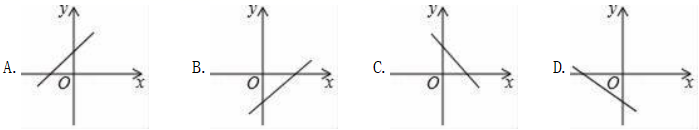 A. y O x
B. y O x
C. y O x
D. y O x